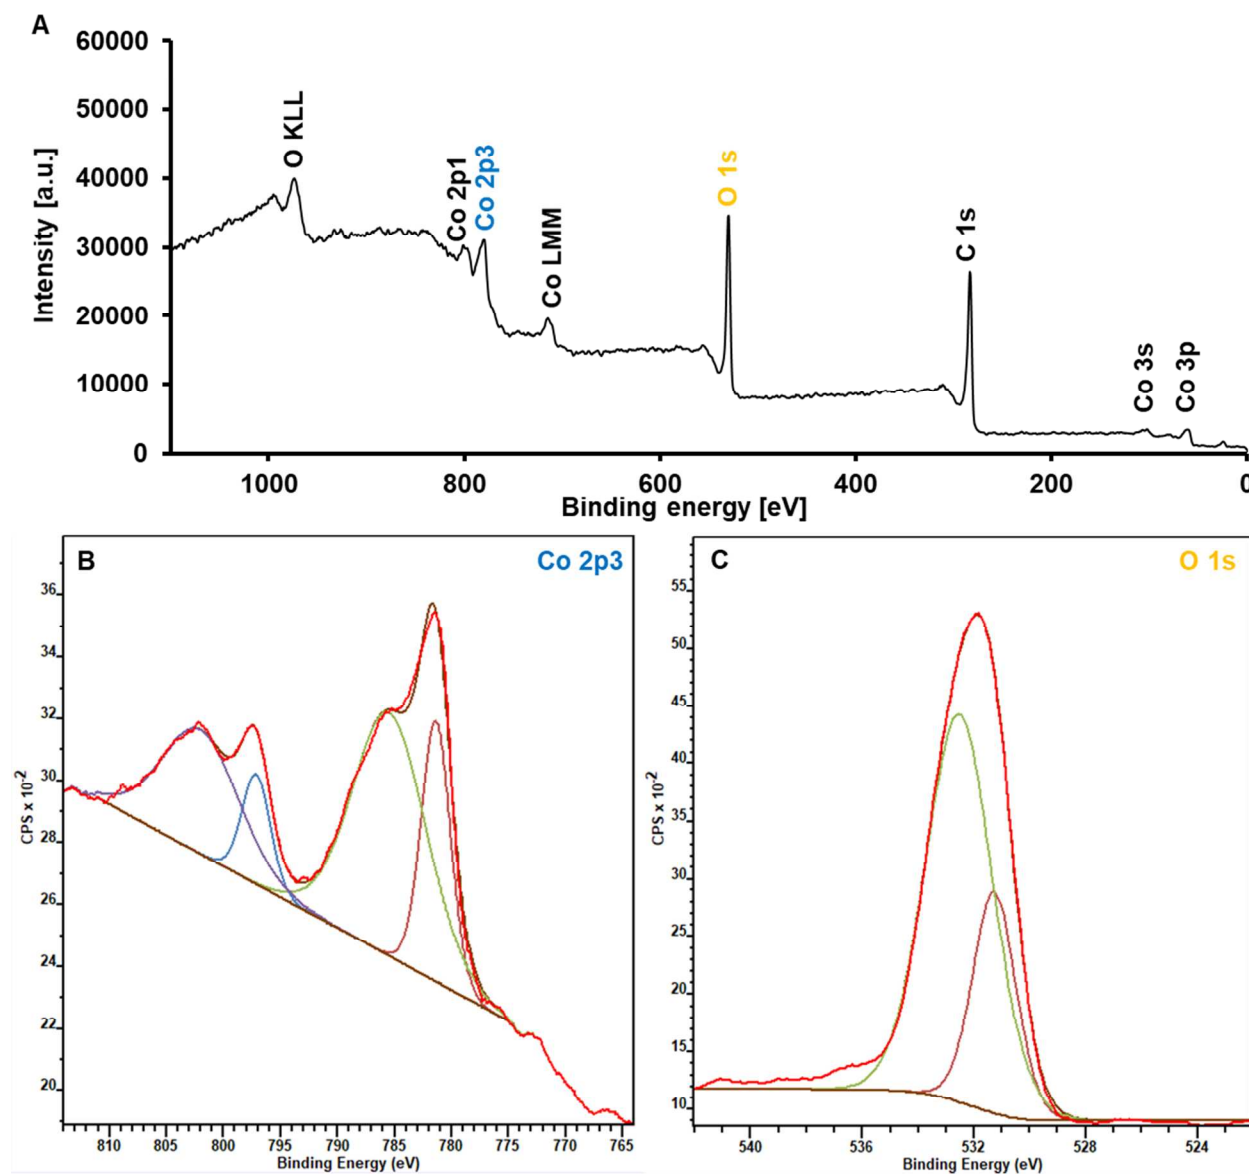 A
60000
50000
40000
30000
20000
10000
0
Intensity [a.u.]
O KLL
Co 2p1
Co 2p3
Co LMM
O 1s
C 1s
Co 3s
Co 3p
1000 800 600 400 200 0
Binding energy [eV]
B
Co 2p3
36
34
32
30
28
26
24
22
20
CPS x 10-2
810 805 800 795 790 785 780 775 770 765
Binding Energy (eV)
C
O 1s
55
50
45
40
35
30
25
20
15
10
CPS x 10-2
540 536 532 528 524
Binding Energy (eV)